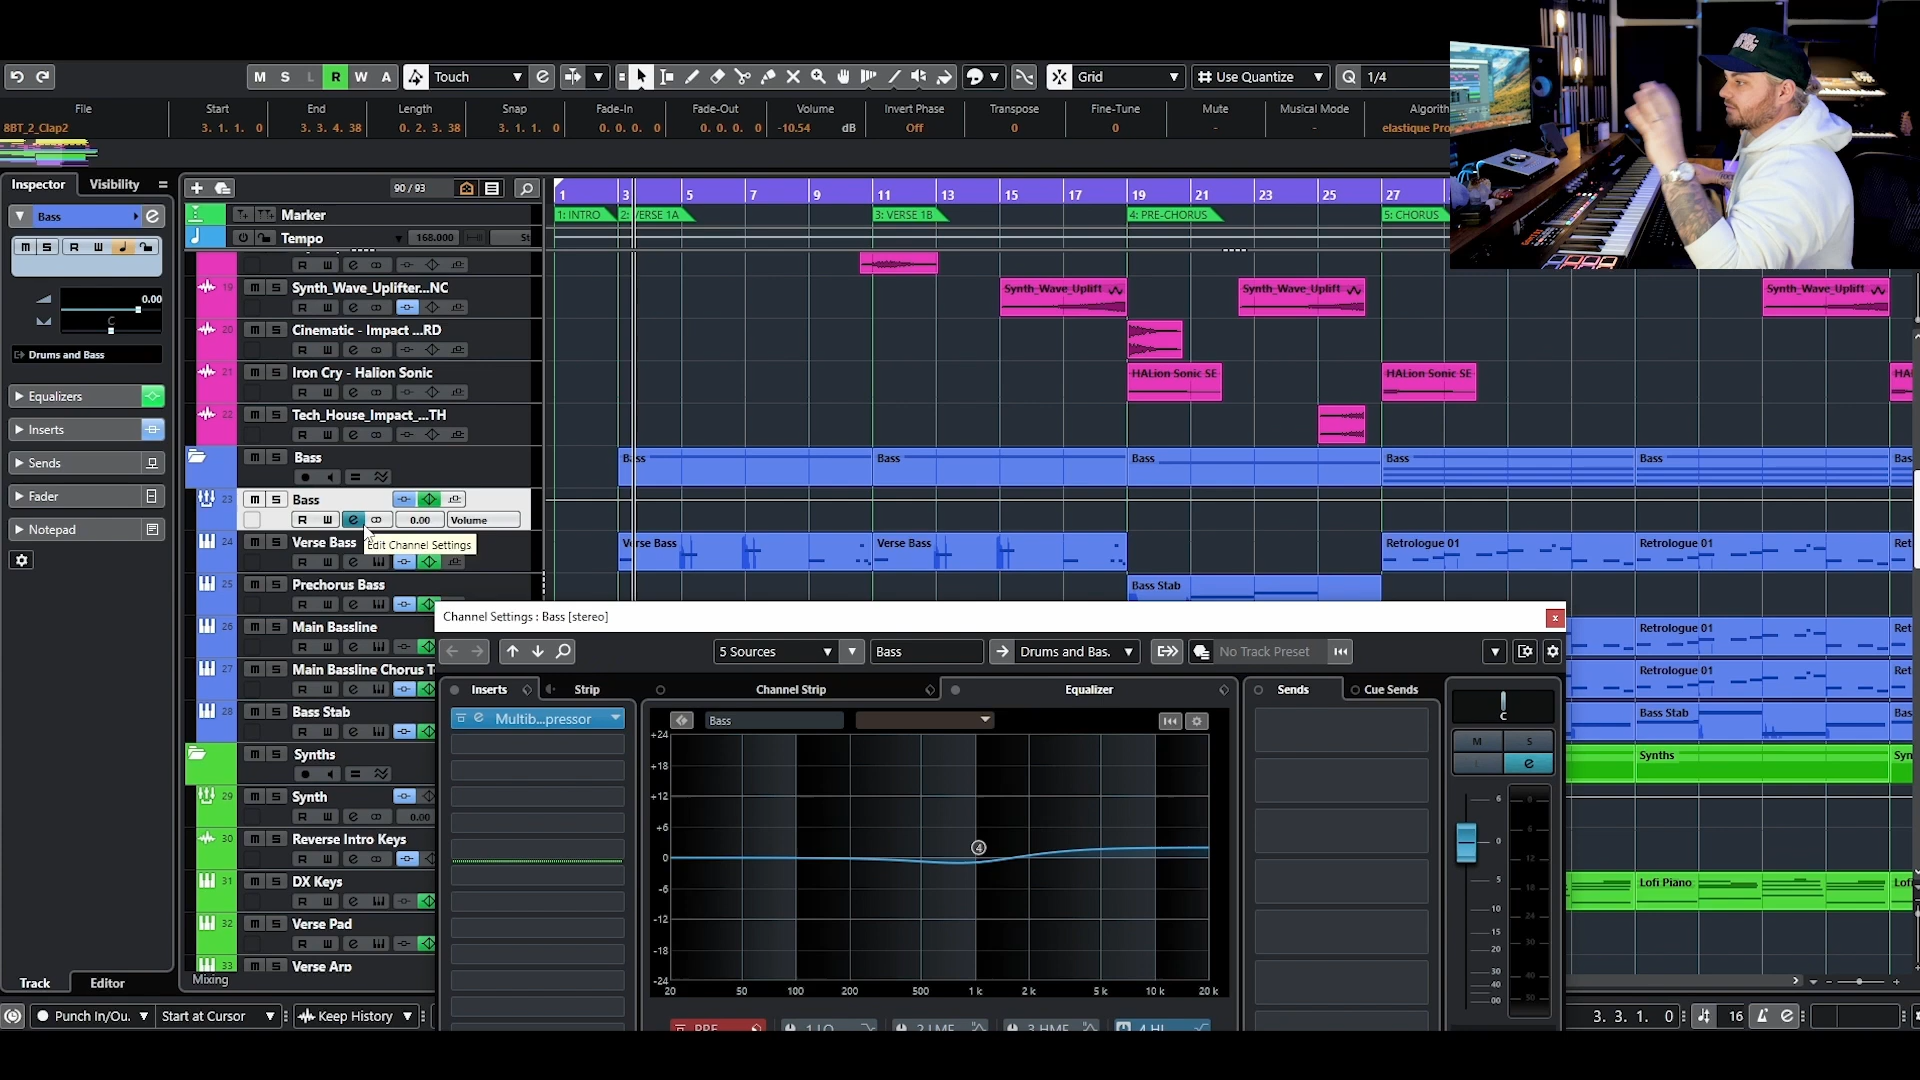 M S L R W A Touch Grid Use Quantize 1/4
File Start End Length Snap Fade-In Fade-Out Volume Invert Phase Transpose Fine-Tune Mute Musical Mode Algorith
8BT_2_Clap2 3. 1. 1. 0 3. 3. 4. 38 0. 2. 3. 38 3. 1. 1. 0 0. 0. 0. 0 0. 0. 0. 0 -10.54 dB Off 0 0 - - elastique Pro
Inspector Visibility
90 / 93
1 3 5 7 9 11 13 15 17 19 21 23 25 27
Bass
Marker
1: INTRO 2: VERSE 1A 3: VERSE 1B 4: PRE-CHORUS 5: CHORUS
Tempo 168.000 St
M S R W
0.00
C
Drums and Bass
Equalizers
Inserts
Sends
Fader
Notepad
19 Synth_Wave_Uplifter...NC
Synth_Wave_Uplift Synth_Wave_Uplift Synth_Wave_Uplift
20 Cinematic - Impact ...RD
21 Iron Cry - Halion Sonic
HALion Sonic SE HALion Sonic SE HA
22 Tech_House_Impact_...TH
Bass
Bass Bass Bass Bass Bass Bas
23 Bass
R W e 0.00 Volume
Edit Channel Settings
24 Verse Bass
Verse Bass Verse Bass Retrologue 01 Retrologue 01 Ret
25 Prechorus Bass
Bass Stab
26 Main Bassline
Retrologue 01 Ret
27 Main Bassline Chorus T
Retrologue 01 Ret
28 Bass Stab
Bass Stab Bas
Synths
Synths Syn
29 Synth
0.00
30 Reverse Intro Keys
31 DX Keys
Lofi Piano Lofi
32 Verse Pad
33 Verse Arp
Mixing
Channel Settings : Bass [stereo]
x
5 Sources Bass Drums and Bas. No Track Preset
Inserts Strip Channel Strip Equalizer Sends Cue Sends
Multib...pressor
Bass
+24
+18
+12
+6
0
-6
-12
-18
-24
4
20 50 100 200 500 1 k 2 k 5 k 10 k 20 k
C
M S
e
6
0
5
10
15
20
30
40
00
PRE 1 LO 2 LMF 3 HMF 4 HI
Track Editor
Punch In/Ou. Start at Cursor Keep History
3. 3. 1. 0 16